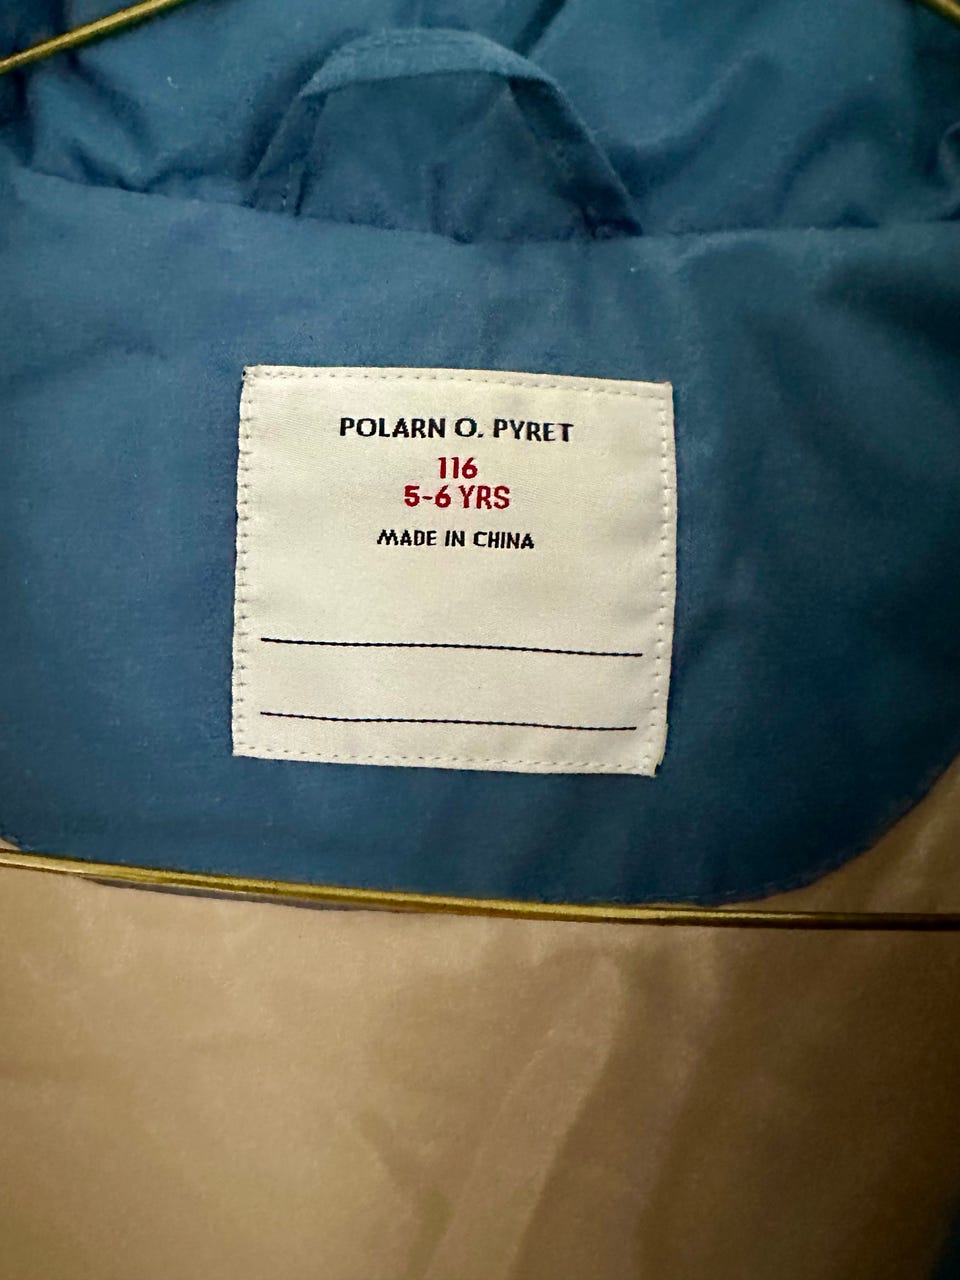 POLARN O. PYRET
116
5-6 YRS
MADE IN CHINA